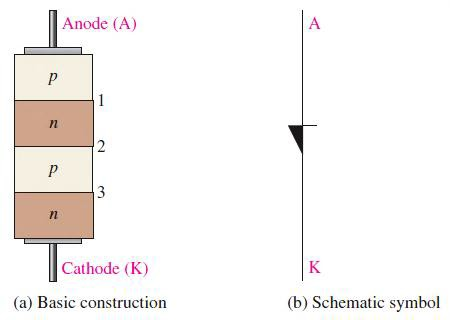 Anode (A)
p
1
n
2
p
3
n
Cathode (K)
(a) Basic construction
A
K
(b) Schematic symbol